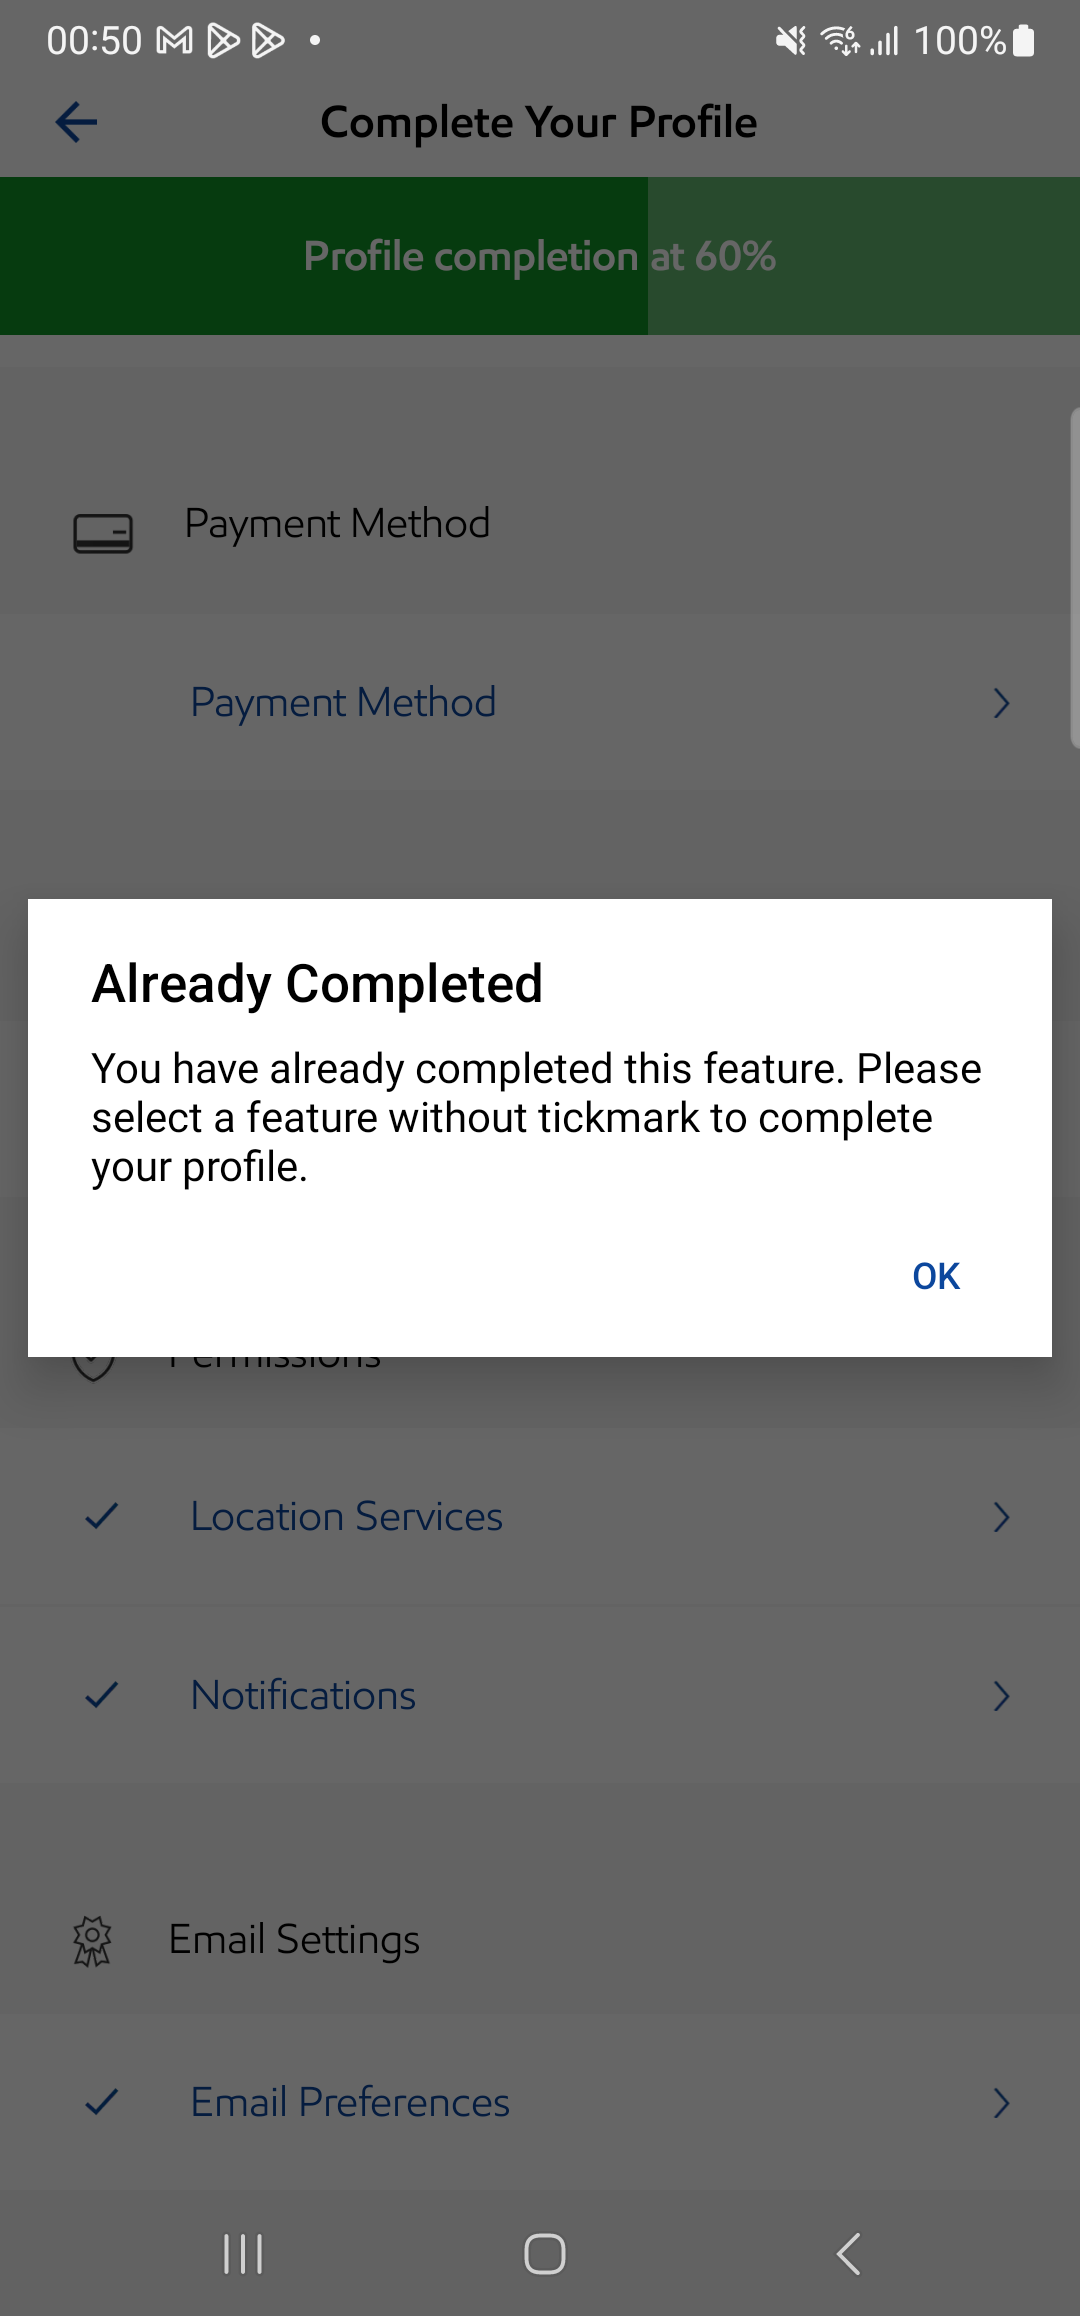 00:50
100%
Complete Your Profile
Profile completion at 60%
Payment Method
Payment Method
Already Completed
You have already completed this feature. Please
select a feature without tickmark to complete
your profile.
OK
Permissions
Location Services
Notifications
Email Settings
Email Preferences